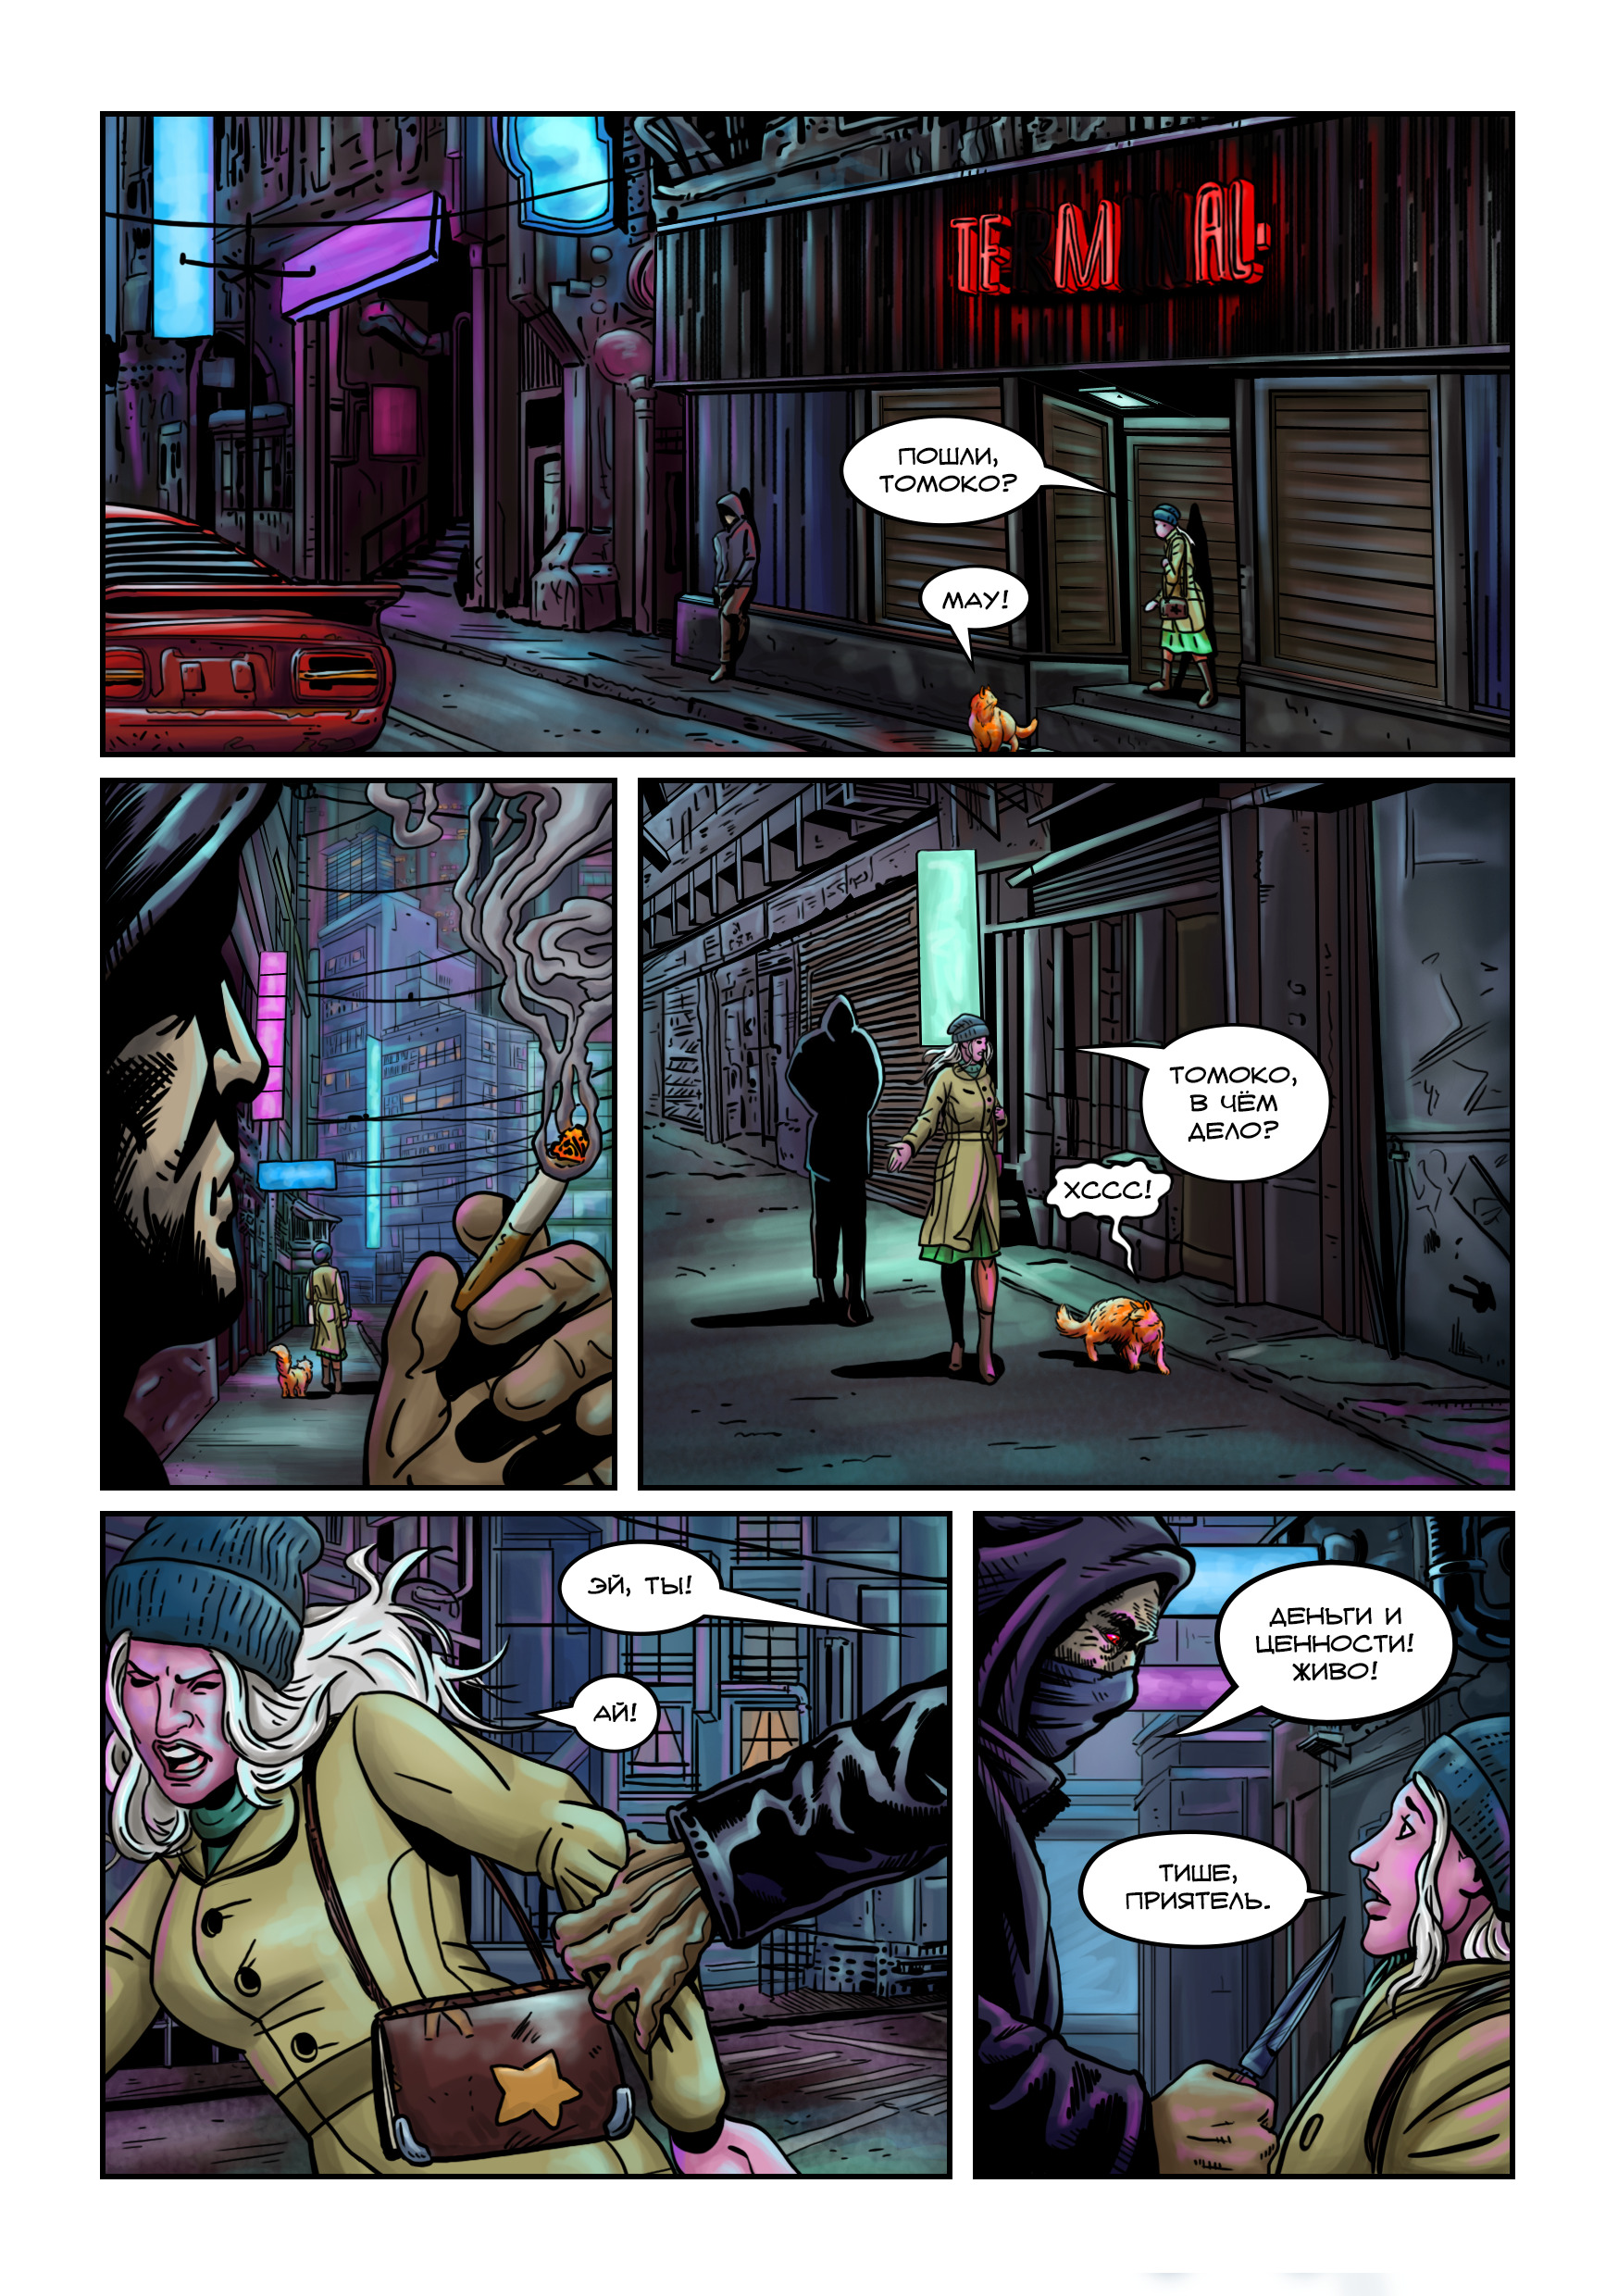 TERMINAL.
ПОШЛИ,
ТОМОКО?
МАУ!
ТОМОКО,
В ЧЁМ
ДЕЛО?
ХССС!
ЭЙ, ТЫ!
АЙ!
ДЕНЬГИ И
ЦЕННОСТИ!
ЖИВО!
ТИШЕ,
ПРИЯТЕЛЬ.